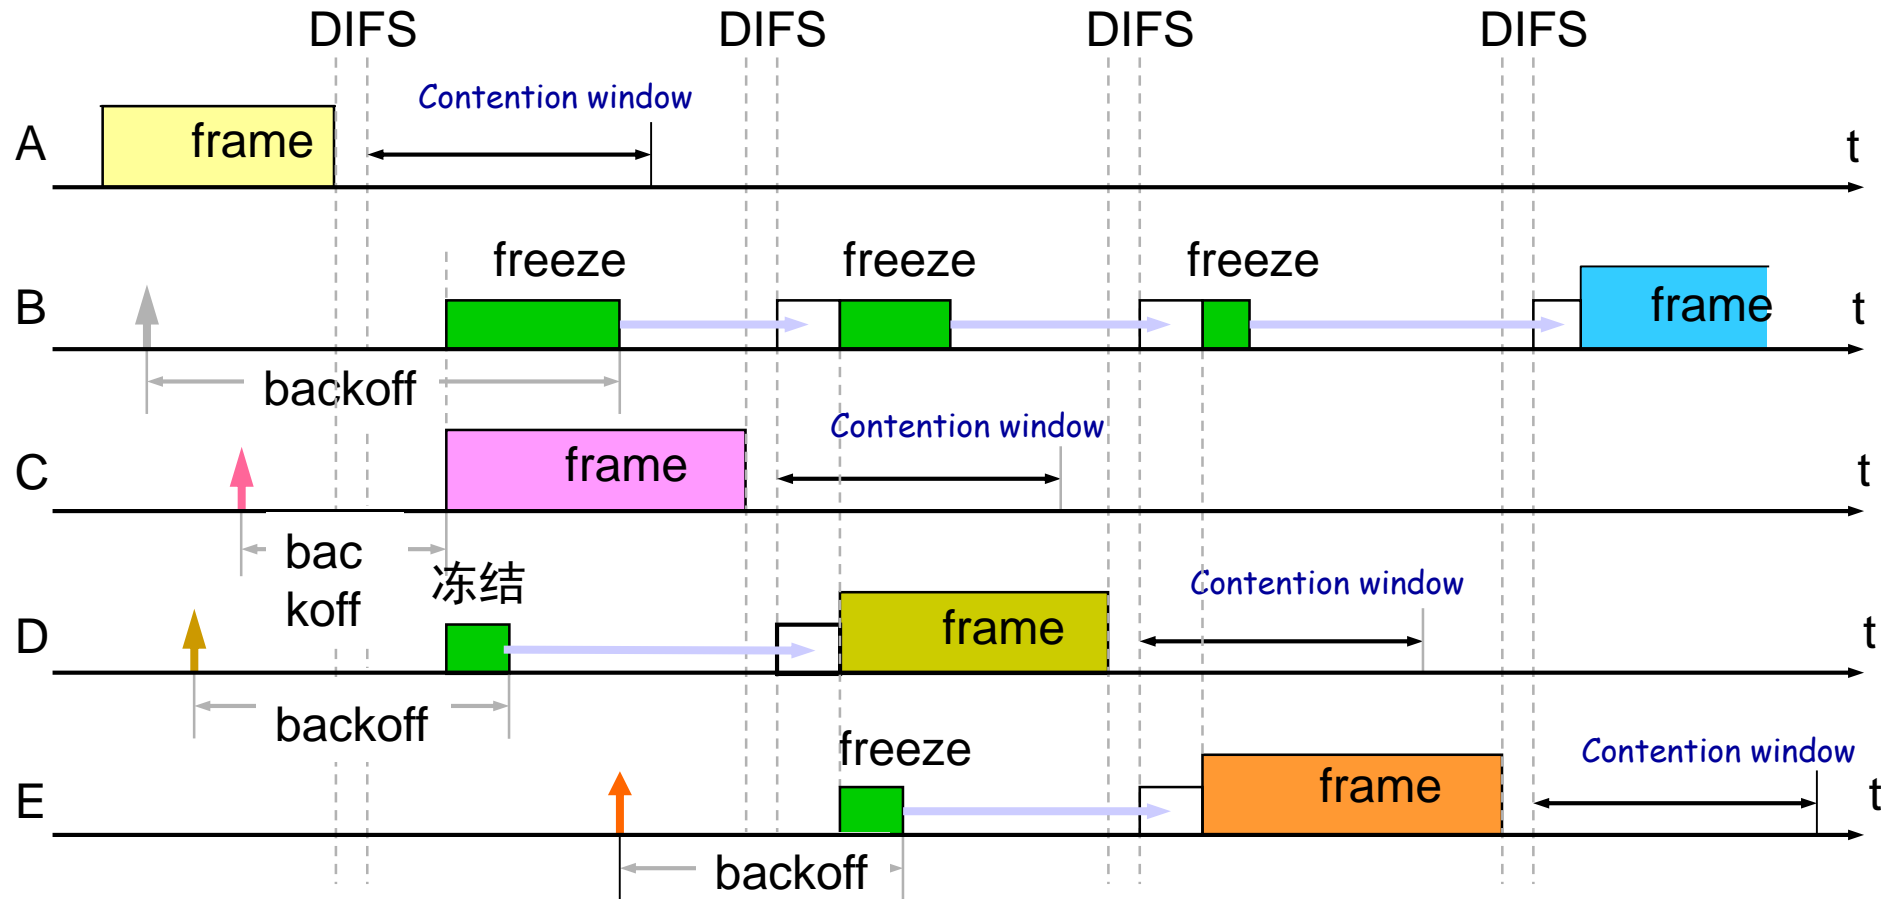 DIFS DIFS DIFS DIFS
Contention window
A frame t
freeze freeze freeze
B frame t
backoff
Contention window
C frame t
bac
koff
冻结
Contention window
D frame t
backoff
freeze
Contention window
E frame t
backoff